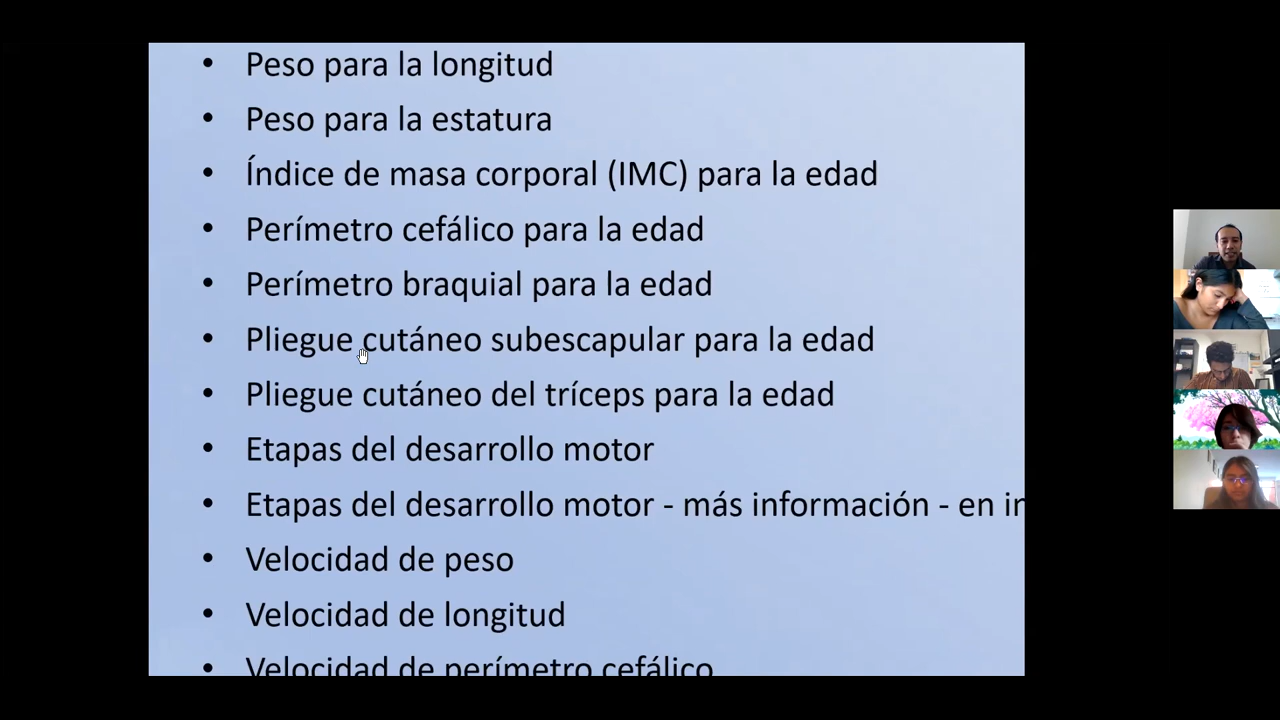 • Peso para la longitud
• Peso para la estatura
• Índice de masa corporal (IMC) para la edad
• Perímetro cefálico para la edad
• Perímetro braquial para la edad
• Pliegue cutáneo subescapular para la edad
• Pliegue cutáneo del tríceps para la edad
• Etapas del desarrollo motor
• Etapas del desarrollo motor - más información - en
• Velocidad de peso
• Velocidad de longitud
• Velocidad de perímetro cefálico